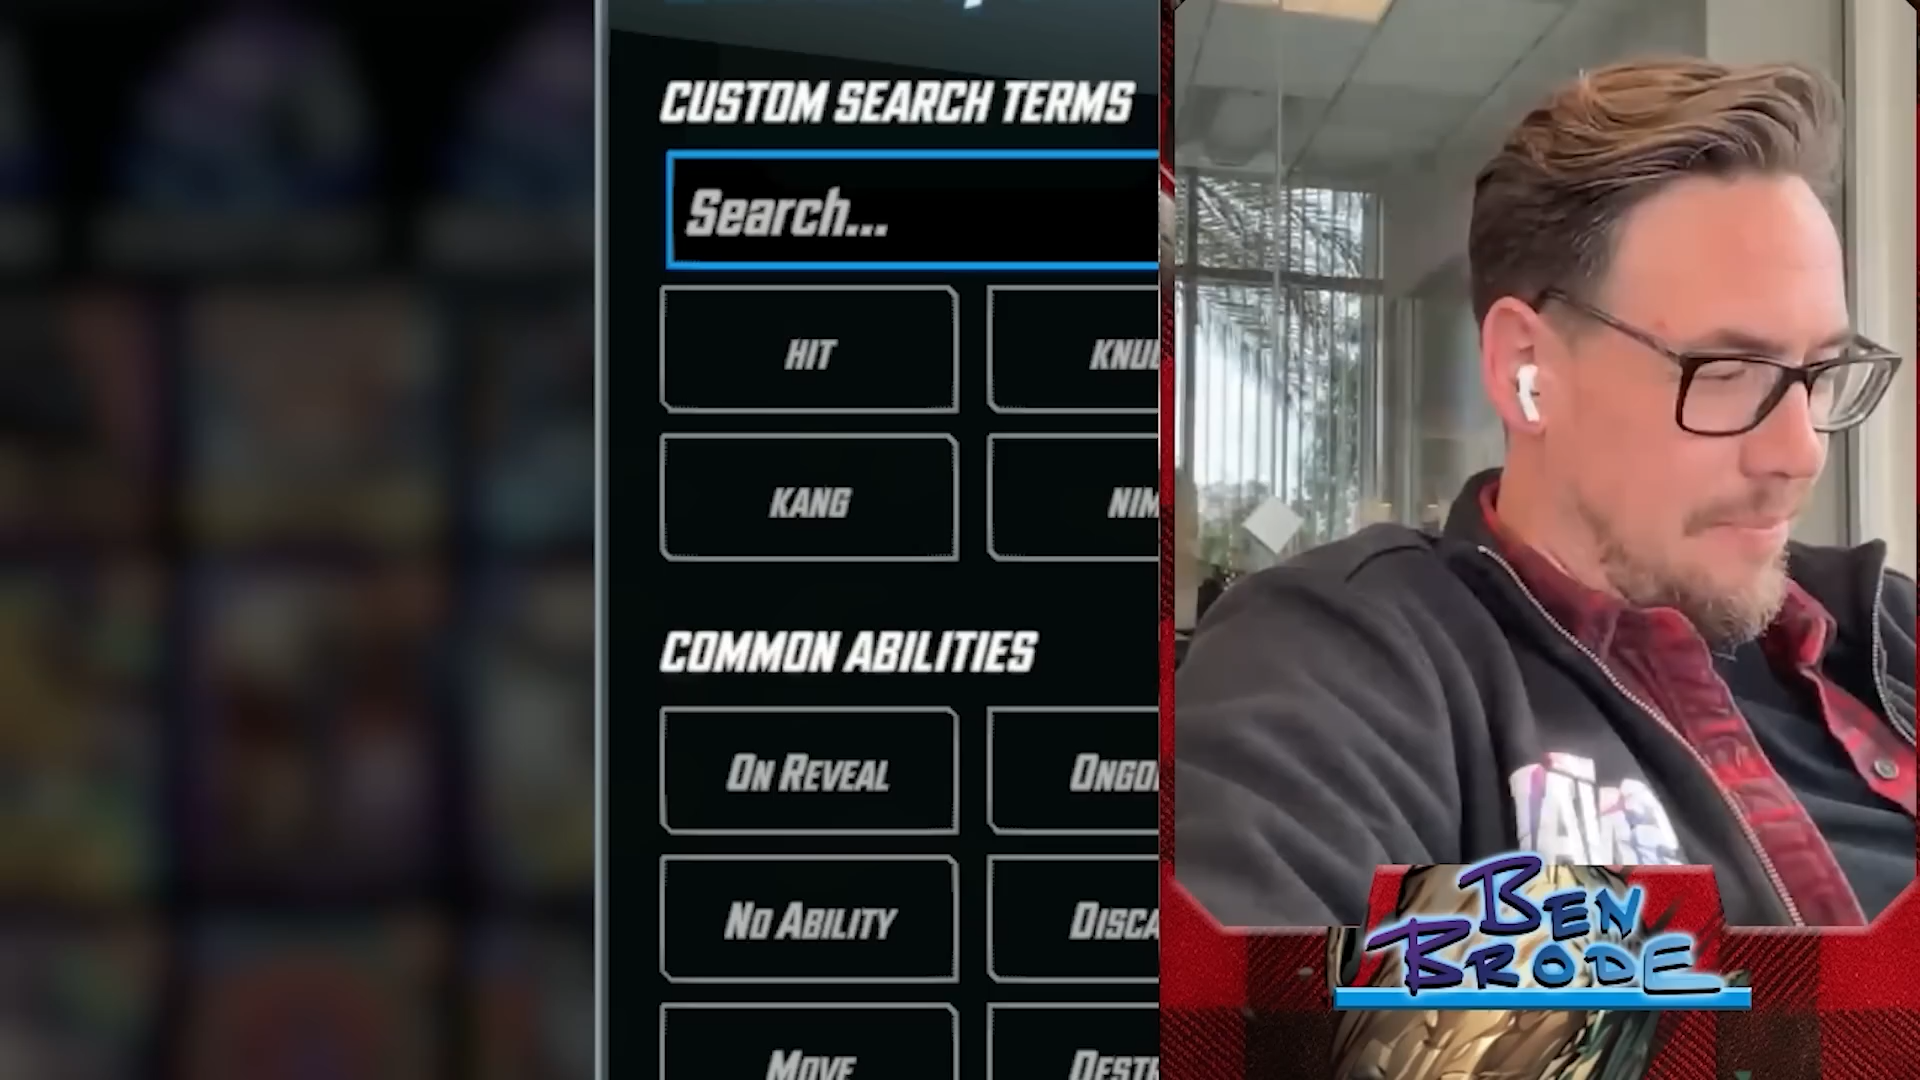 CUSTOM SEARCH TERMS
Search...
HIT
KANG
COMMON ABILITIES
ON REVEAL
NO ABILITY
MOVE
BEN
BRODE